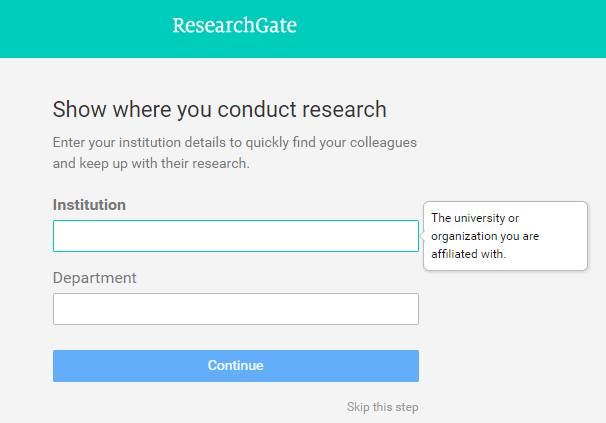 ResearchGate
Show where you conduct research
Enter your institution details to quickly find your colleagues
and keep up with their research.
Institution
The university or
organization you are
affiliated with.
Department
Continue
Skip this step